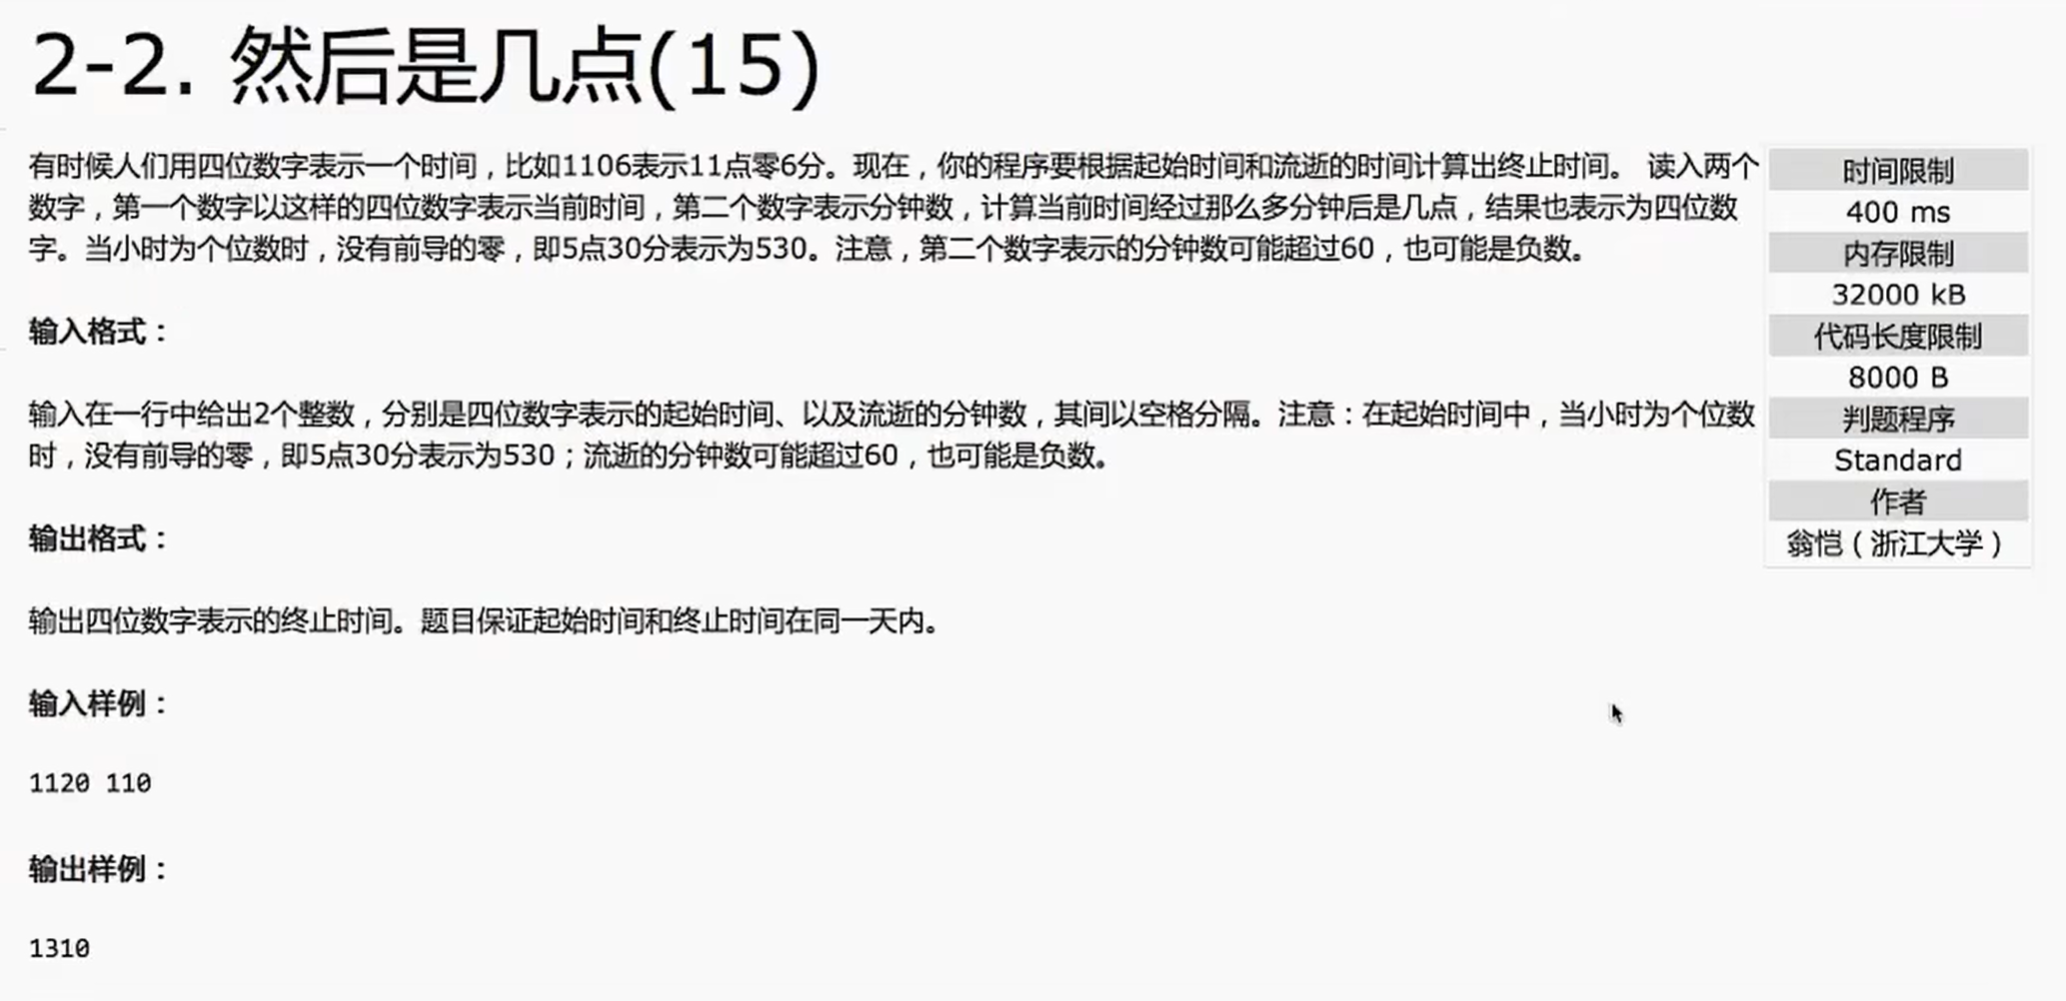 2-2. 然后是几点(15)
有时候人们用四位数字表示一个时间，比如1106表示11点零6分。现在，你的程序要根据起始时间和流逝的时间计算出终止时间。 读入两个
数字，第一个数字以这样的四位数字表示当前时间，第二个数字表示分钟数，计算当前时间经过那么多分钟后是几点，结果也表示为四位数
字。当小时为个位数时，没有前导的零，即5点30分表示为530。注意，第二个数字表示的分钟数可能超过60，也可能是负数。
输入格式：
输入在一行中给出2个整数，分别是四位数字表示的起始时间、以及流逝的分钟数，其间以空格分隔。注意：在起始时间中，当小时为个位数
时，没有前导的零，即5点30分表示为530；流逝的分钟数可能超过60，也可能是负数。
输出格式：
输出四位数字表示的终止时间。题目保证起始时间和终止时间在同一天内。
输入样例：
1120 110
输出样例：
1310
时间限制
400 ms
内存限制
32000 kB
代码长度限制
8000 B
判题程序
Standard
作者
翁恺（浙江大学）